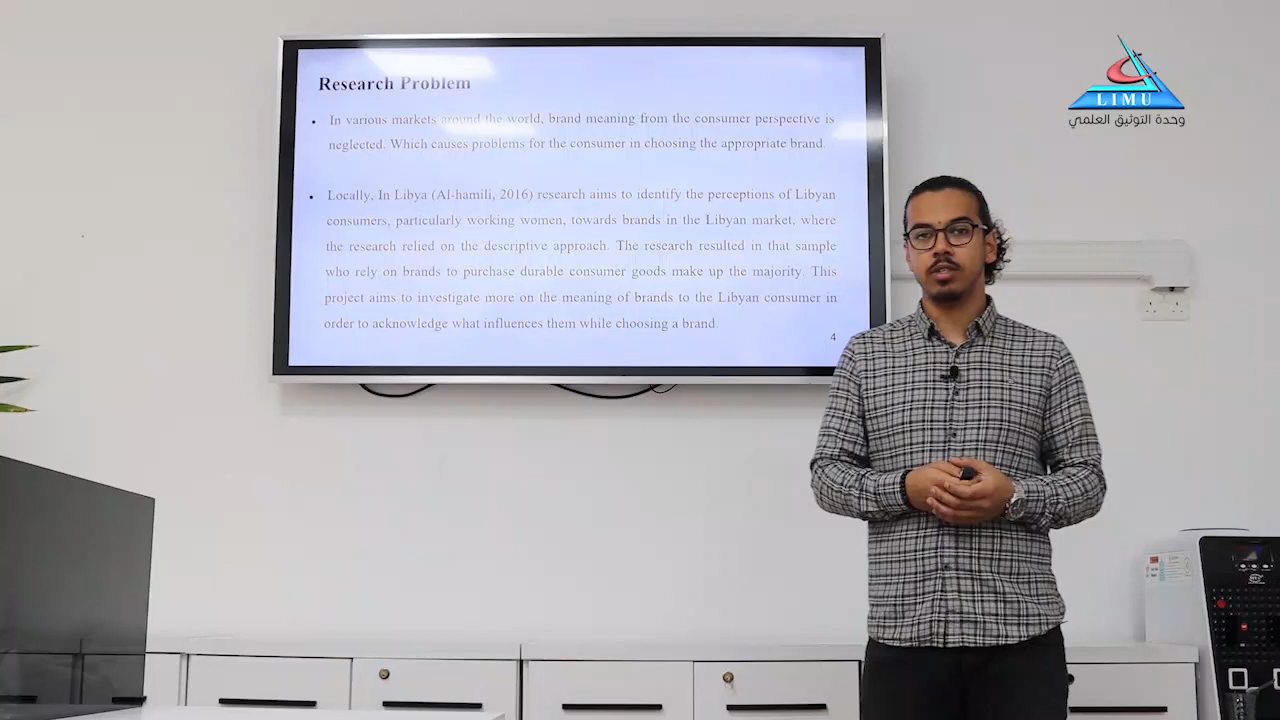 Research Problem
• In various markets around the world, brand meaning from the consumer perspective is
neglected. Which causes problems for the consumer in choosing the appropriate brand.
• Locally, In Libya (Al-hamili, 2016) research aims to identify the perceptions of Libyan
consumers, particularly working women, towards brands in the Libyan market, where
the research relied on the descriptive approach. The research resulted in that sample
who rely on brands to purchase durable consumer goods make up the majority. This
project aims to investigate more on the meaning of brands to the Libyan consumer in
order to acknowledge what influences them while choosing a brand.
4
LIMU
وحدة التوثيق العلمي